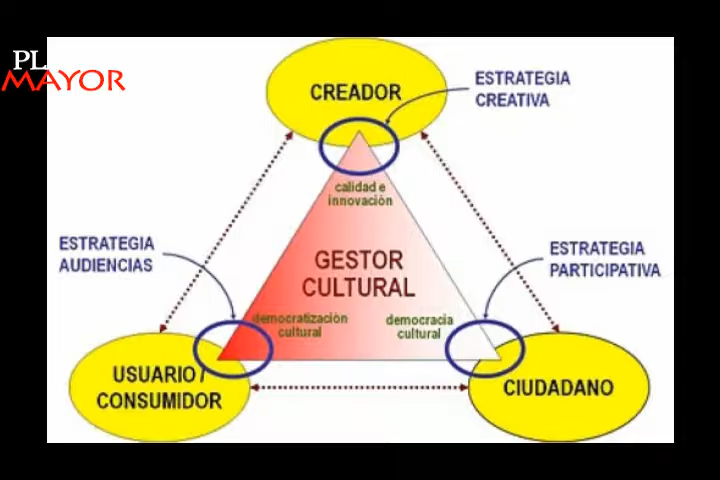 PL
MAYOR
CREADOR
ESTRATEGIA
CREATIVA
calidad e
innovación
ESTRATEGIA
AUDIENCIAS
GESTOR
CULTURAL
ESTRATEGIA
PARTICIPATIVA
democratización
cultural
democracia
cultural
USUARIO /
CONSUMIDOR
CIUDADANO